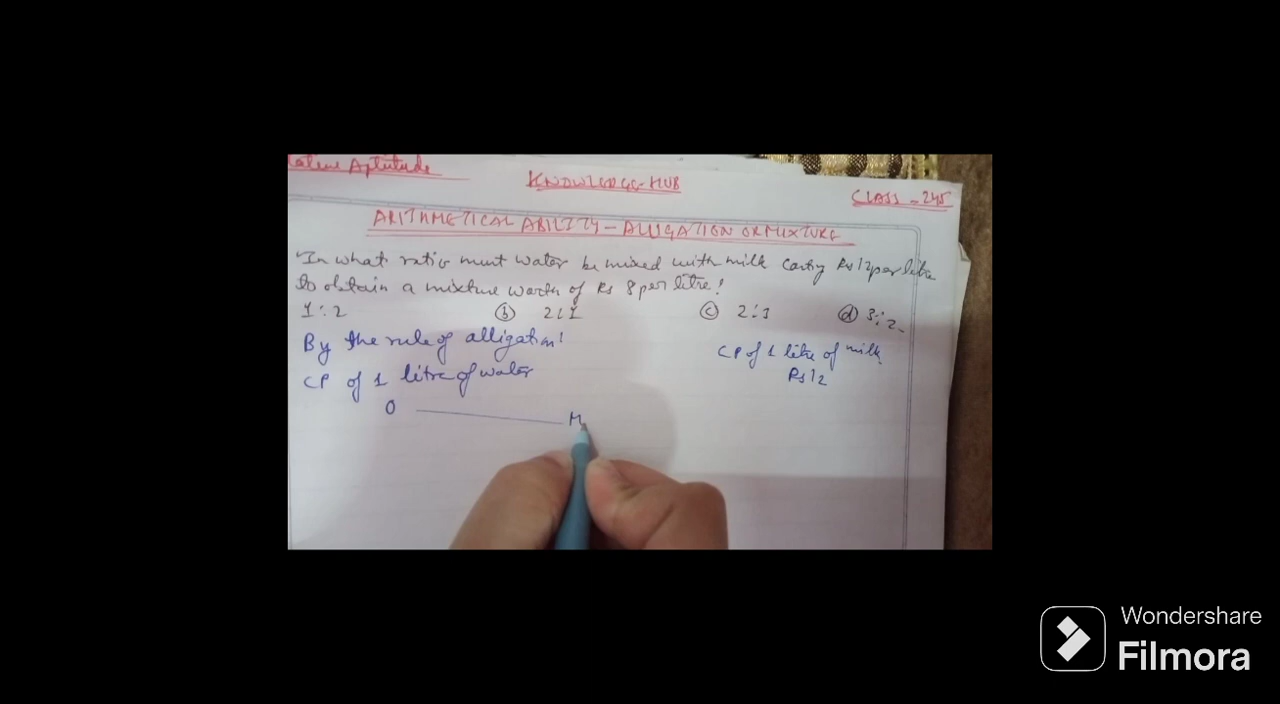 Aptitude
KNOWLEDGE-HUB
CLASS - 245
ARITHMETICAL ABILITY - ALLIGATION OR MIXTURE
In what ratio must water be mixed with milk costing Rs 12 per litre
to obtain a mixture worth of Rs 8 per litre?
1:2 (b) 2:1 (c) 2:3 (d) 3:2
By the rule of alligation:
CP of 1 litre of water
0
M
CP of 1 litre of milk
Rs 12
Wondershare
Filmora